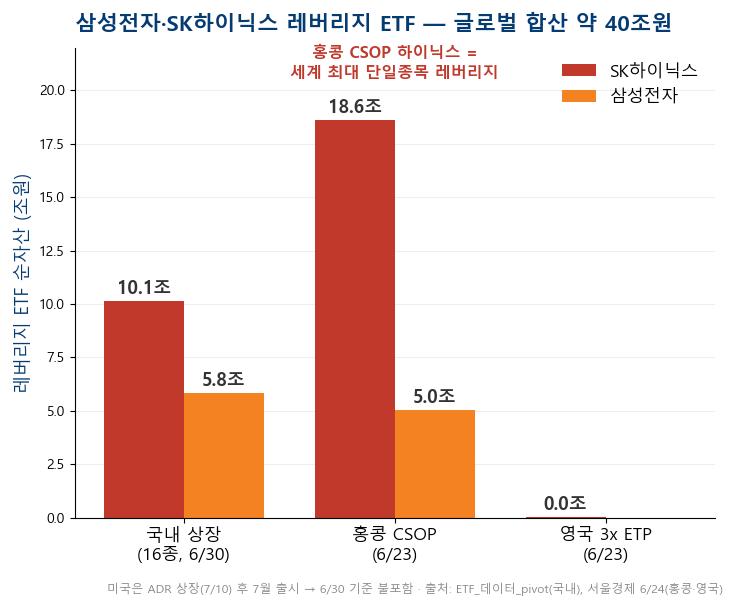 삼성전자·SK하이닉스 레버리지 ETF — 글로벌 합산 약 40조원
홍콩 CSOP 하이닉스 =
세계 최대 단일종목 레버리지
SK하이닉스
삼성전자
레버리지 ETF 순자산 (조원)
20.0
17.5
15.0
12.5
10.0
7.5
5.0
2.5
0.0
10.1조
5.8조
18.6조
5.0조
0.0조
국내 상장
(16종, 6/30)
홍콩 CSOP
(6/23)
영국 3x ETP
(6/23)
미국은 ADR 상장(7/10) 후 7월 출시 → 6/30 기준 불포함 · 출처: ETF_데이터_pivot(국내), 서울경제 6/24(홍콩·영국)